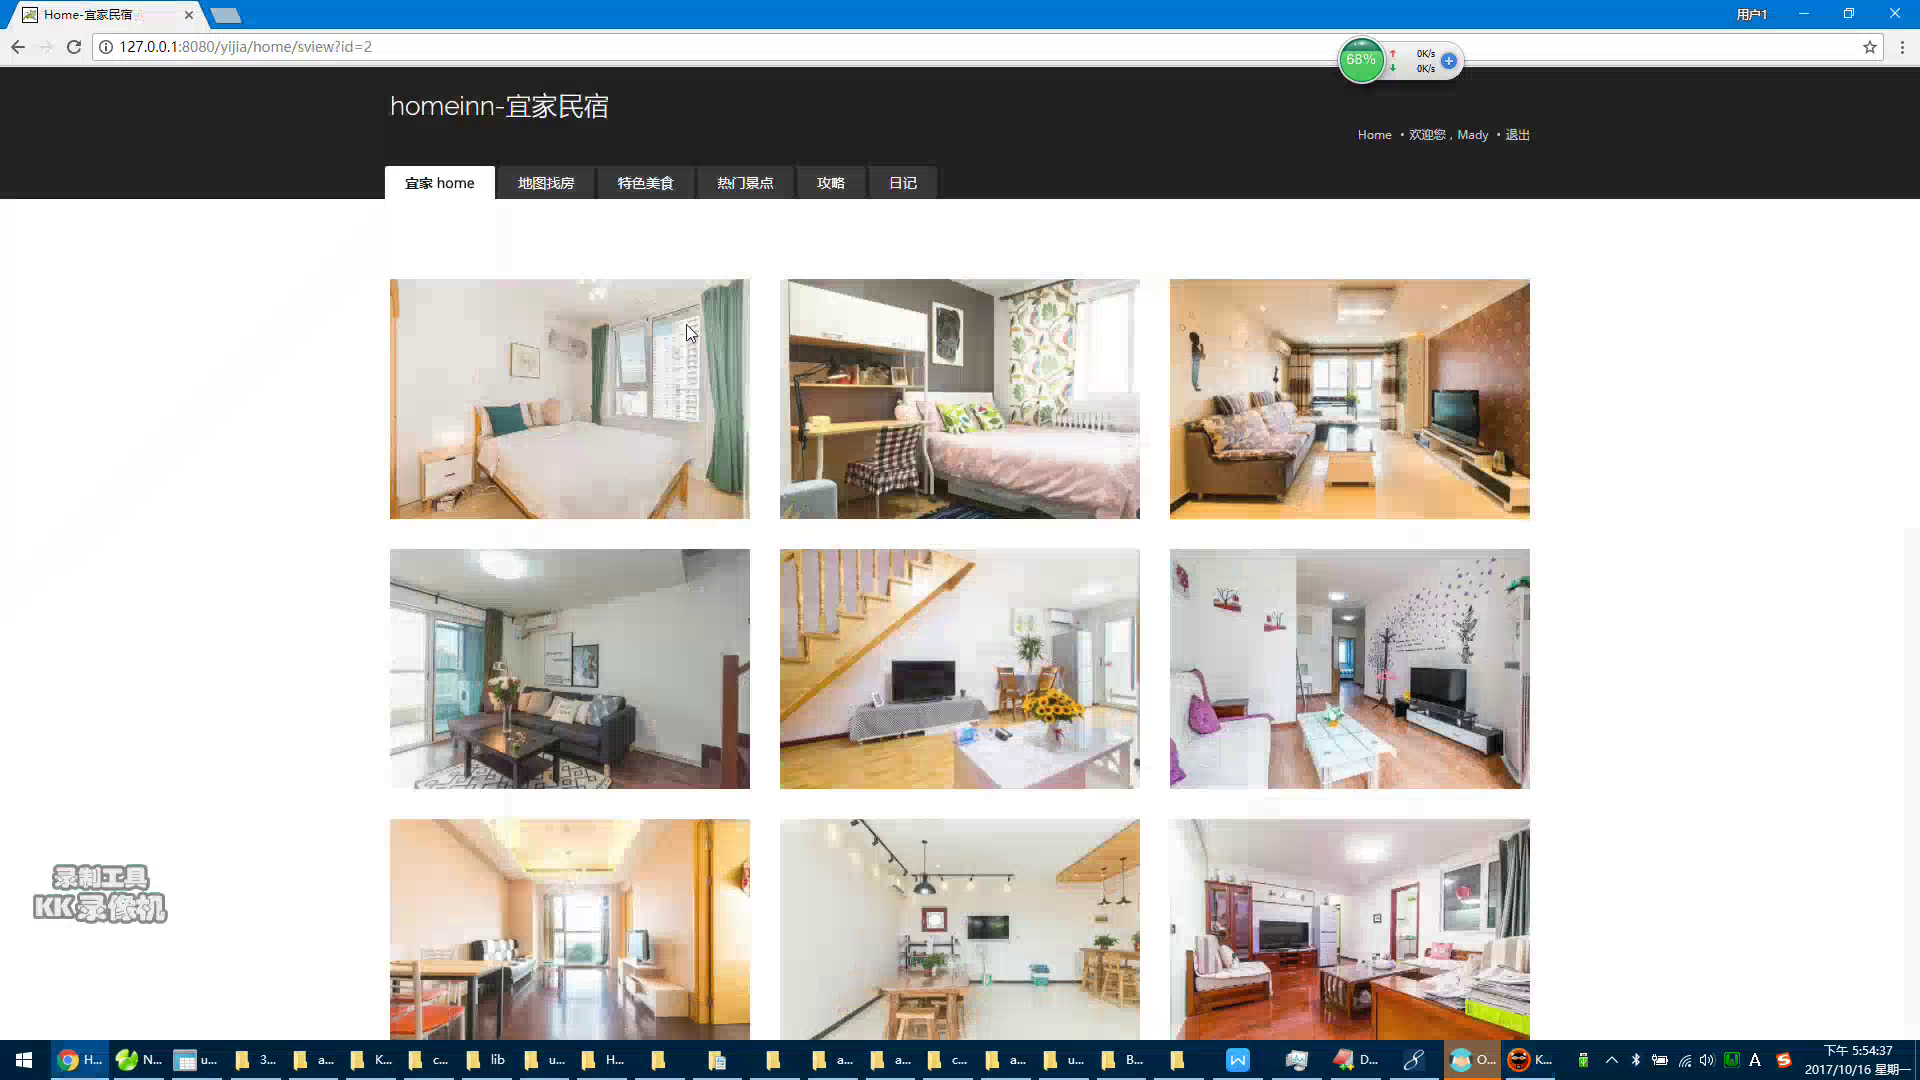 Home-宜家民宿
用户1
127.0.0.1:8080/yijia/home/sview?id=2
68%
0K/s
0K/s
homeinn-宜家民宿
Home • 欢迎您 , Mady • 退出
宜家 home
地图找房
特色美食
热门景点
攻略
日记
录制工具
KK 录像机
H...
N...
u...
3...
a...
K...
c...
lib
u...
H...
a...
a...
c...
a...
u...
B...
D...
O...
K...
下午 5:54:37
2017/10/16 星期一